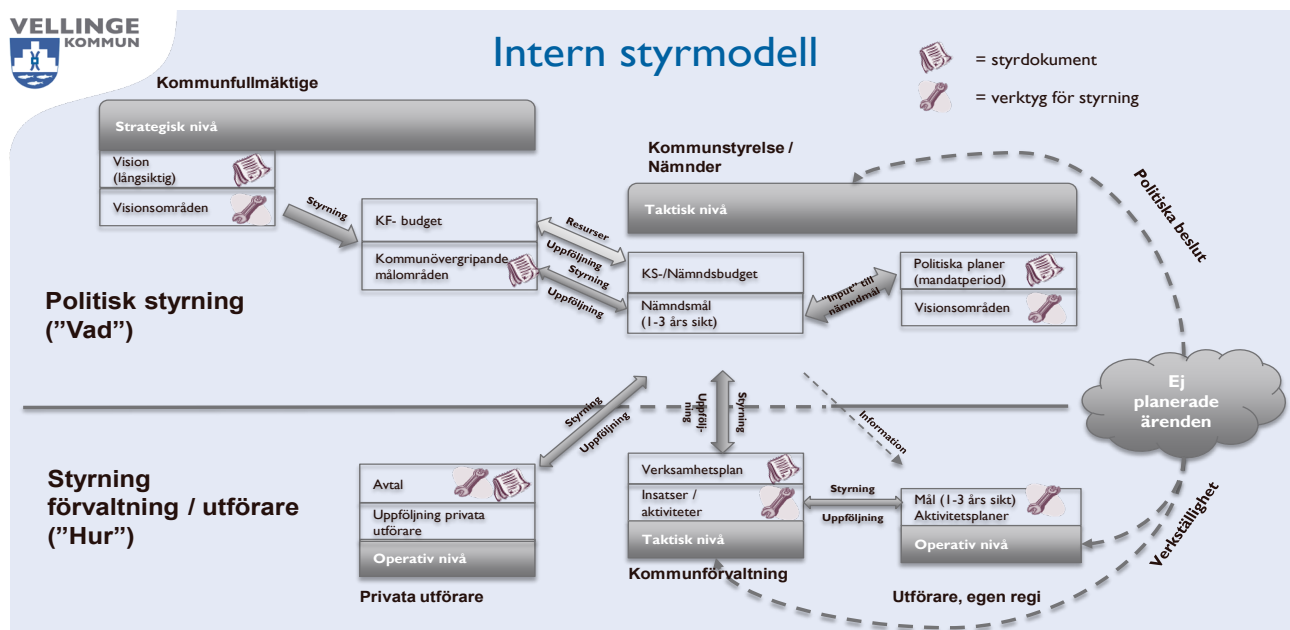 VELLINGE
KOMMUN
Intern styrmodell
= styrdokument
= verktyg för styrning
Kommunfullmäktige
Strategisk nivå
Vision
(långsiktig)
Visionsområden
Styrning
KF- budget
Kommunövergripande
målområden
Resurser
Uppföljning
Styrning
Uppföljning
Kommunstyrelse /
Nämnder
Taktisk nivå
KS-/Nämndsbudget
Nämndsmål
(1-3 års sikt)
"Input" till
nämndmål
Politiska planer
(mandatperiod)
Visionsområden
Politiska beslut
Politisk styrning
("Vad")
Ej
planerade
ärenden
Styrning
Uppföljning
Uppfölj-
ning
Styrning
Information
Styrning
förvaltning / utförare
("Hur")
Avtal
Uppföljning privata
utförare
Operativ nivå
Privata utförare
Verksamhetsplan
Insatser /
aktiviteter
Taktisk nivå
Kommunförvaltning
Styrning
Uppföljning
Mål (1-3 års sikt)
Aktivitetsplaner
Operativ nivå
Utförare, egen regi
Verkställighet